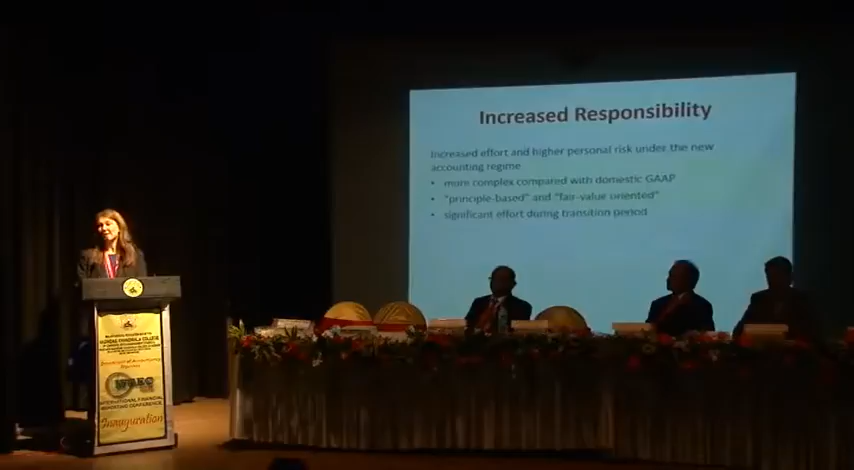 Increased Responsibility
Increased effort and higher personal risk under the new
accounting regime
• more complex compared with domestic GAAP
• "principle-based" and "fair-value oriented"
• significant effort during transition period
COLLEGE
INTERNATIONAL FINANCIAL
REPORTING CONFERENCE
Inauguration